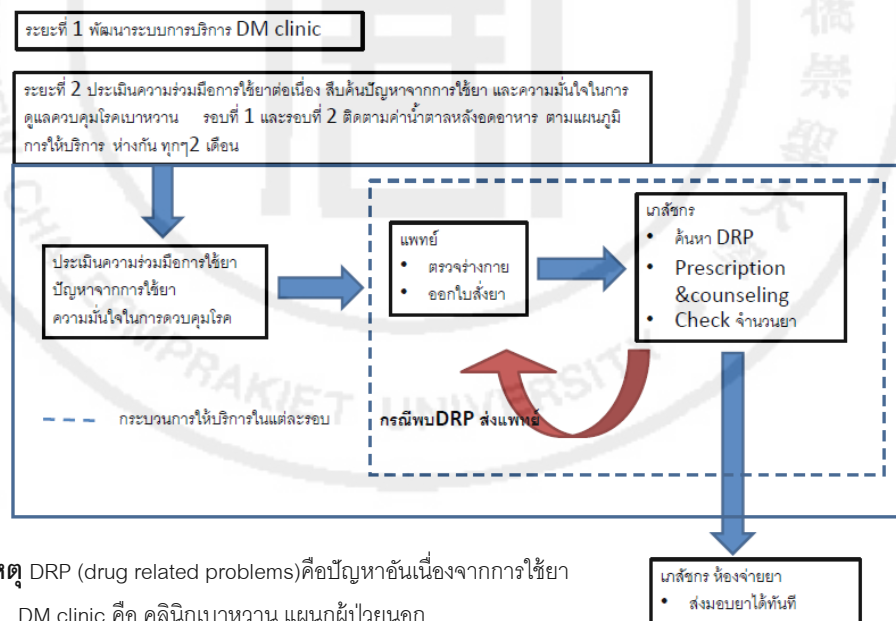 ระยะที่ 1 พัฒนาระบบการบริการ DM clinic
ระยะที่ 2 ประเมินความร่วมมือการใช้ยาต่อเนื่อง สืบค้นปัญหาจากการใช้ยา และความมั่นใจในการ
ดูแลควบคุมโรคเบาหวาน รอบที่ 1 และรอบที่ 2 ติดตามค่าน้ำตาลหลังอดอาหาร ตามแผนภูมิ
การให้บริการ ห่างกัน ทุกๆ2 เดือน
ประเมินความร่วมมือการใช้ยา
ปัญหาจากการใช้ยา
ความมั่นใจในการควบคุมโรค
แพทย์
• ตรวจร่างกาย
• ออกใบสั่งยา
เภสัชกร
• ค้นหา DRP
• Prescription
&counseling
• Check จำนวนยา
กระบวนการให้บริการในแต่ละรอบ
กรณีพบDRP ส่งแพทย์
หตุ DRP (drug related problems)คือปัญหาอันเนื่องจากการใช้ยา
DM clinic คือ คลินิกเบาหวาน แผนกผู้ป่วยนอก
เภสัชกร ห้องจ่ายยา
• ส่งมอบยาได้ทันที
UNIVERSITY
僑
崇
聖
大